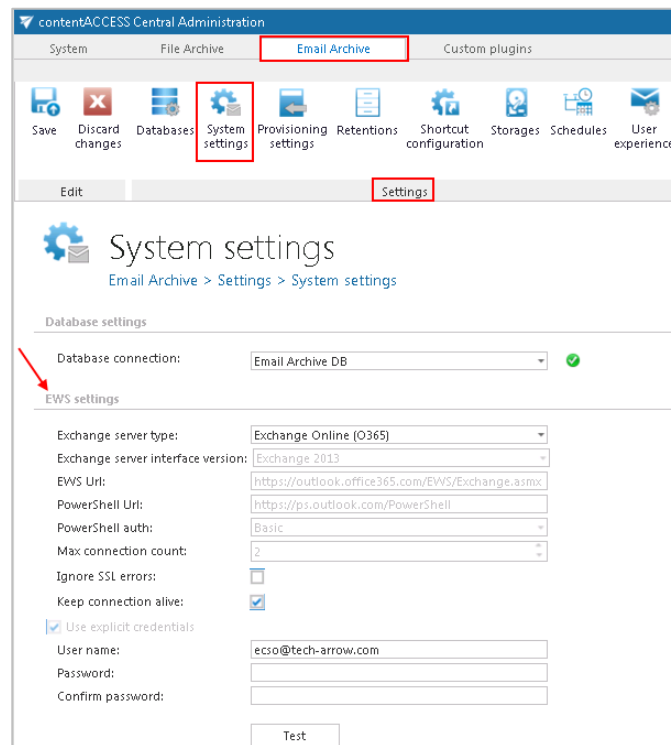 contentACCESS Central Administration
System File Archive Email Archive Custom plugins
Save Discard changes Databases System settings Provisioning settings Retentions Shortcut configuration Storages Schedules User experience
Edit Settings
System settings
Email Archive > Settings > System settings
Database settings
Database connection: Email Archive DB
EWS settings
Exchange server type: Exchange Online (O365)
Exchange server interface version: Exchange 2013
EWS Url: https://outlook.office365.com/EWS/Exchange.asmx
PowerShell Url: https://ps.outlook.com/PowerShell
PowerShell auth: Basic
Max connection count: 2
Ignore SSL errors:
Keep connection alive:
Use explicit credentials
User name: ecso@tech-arrow.com
Password:
Confirm password:
Test